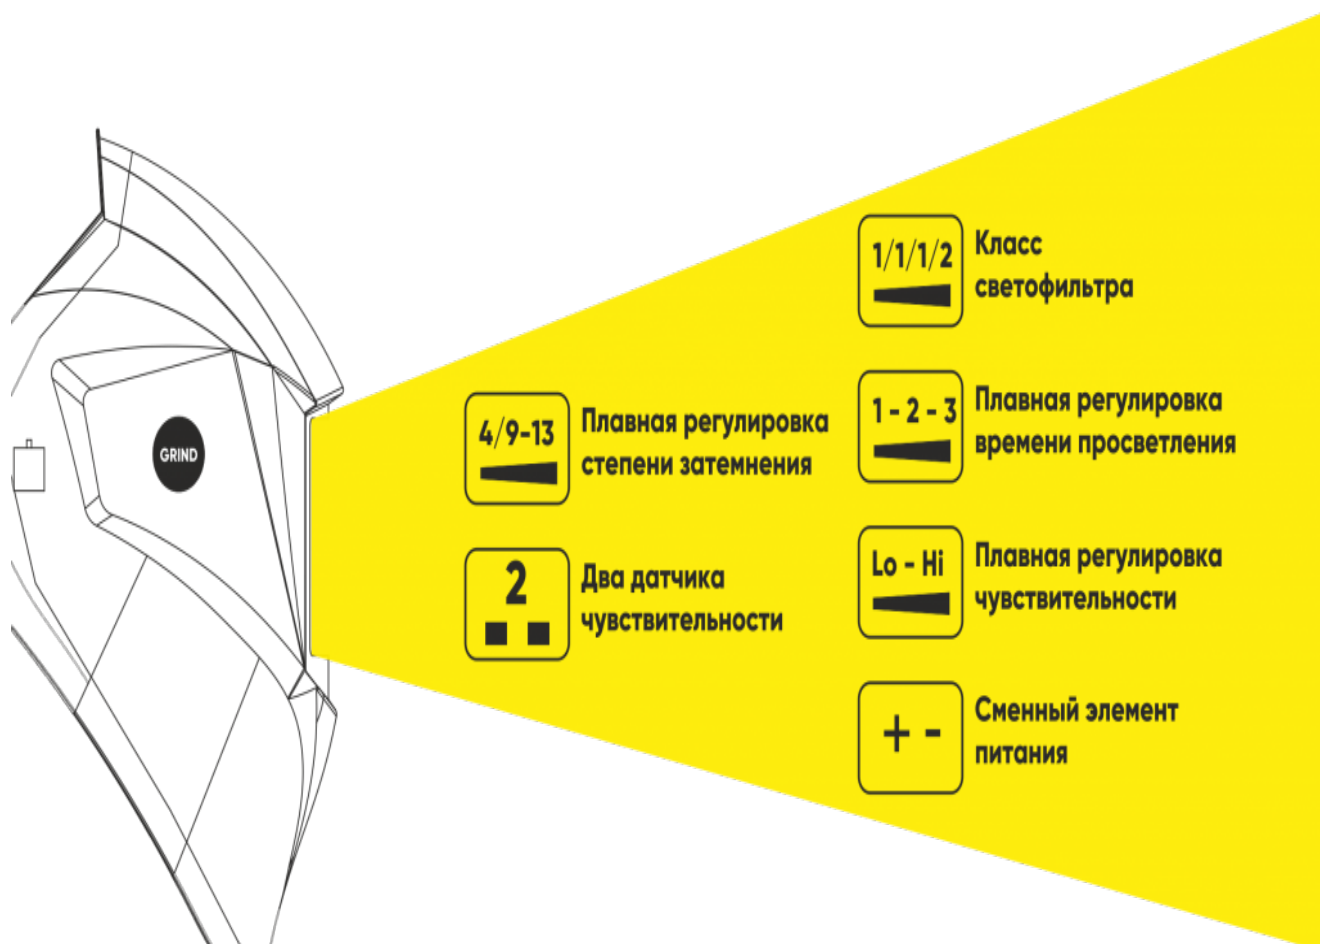 GRIND
4/9-13
Плавная регулировка
степени затемнения
2
Два датчика
чувствительности
1/1/1/2
Класс
светофильтра
1 - 2 - 3
Плавная регулировка
времени просветления
Lo - Hi
Плавная регулировка
чувствительности
+ -
Сменный элемент
питания